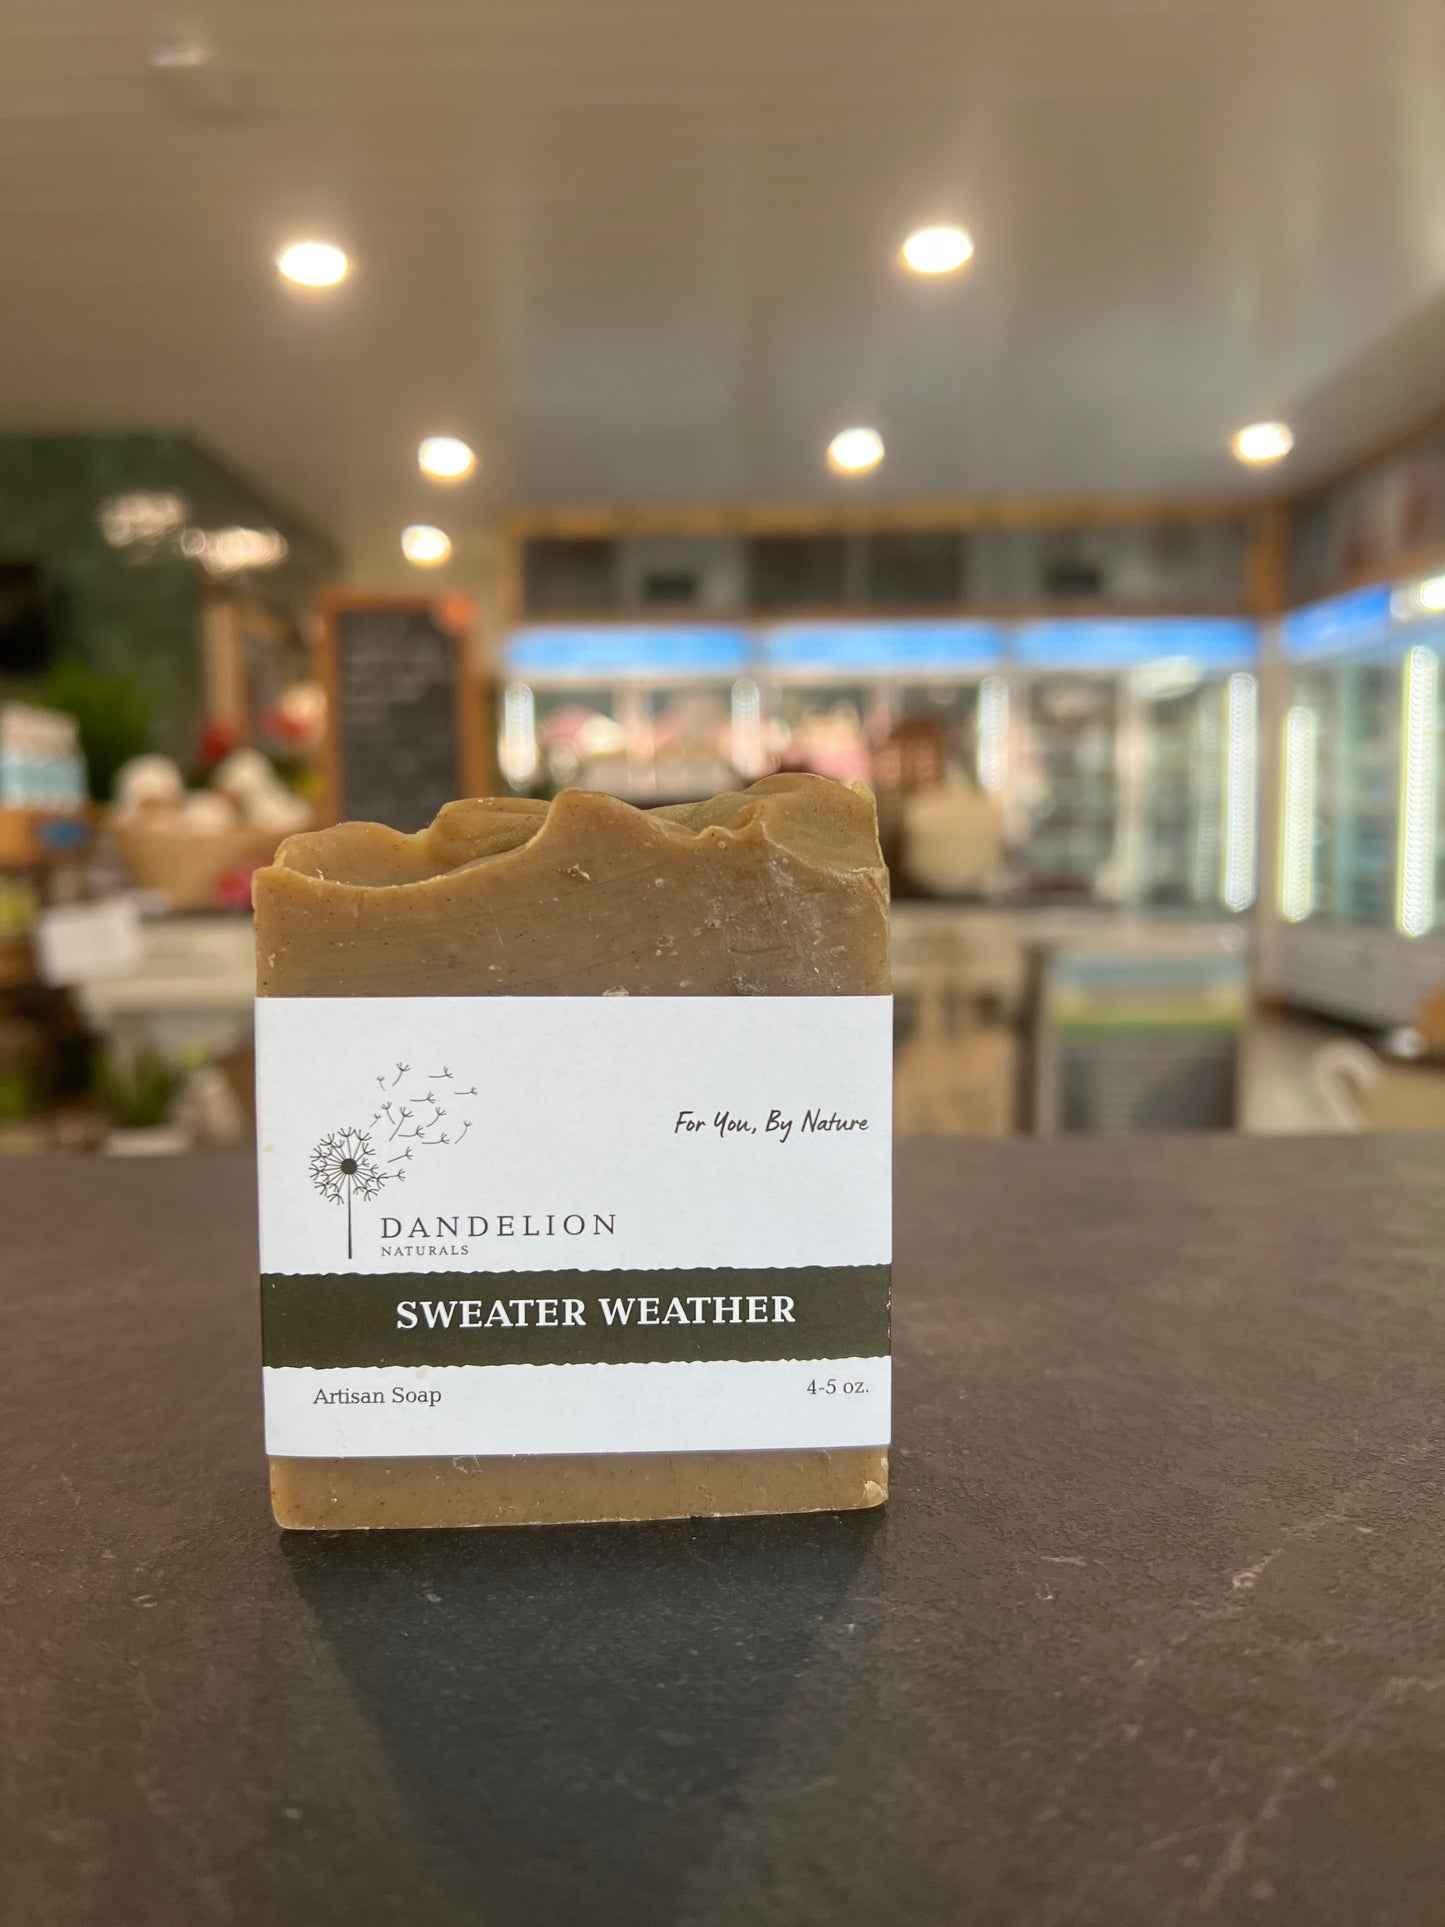 For You, By Nature
DANDELION
NATURALS
SWEATER WEATHER
Artisan Soap
4-5 oz.